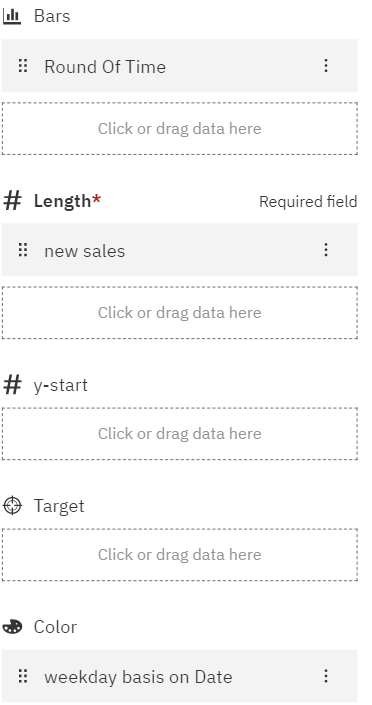 Bars
Round Of Time
Click or drag data here
Length* Required field
new sales
Click or drag data here
y-start
Click or drag data here
Target
Click or drag data here
Color
weekday basis on Date